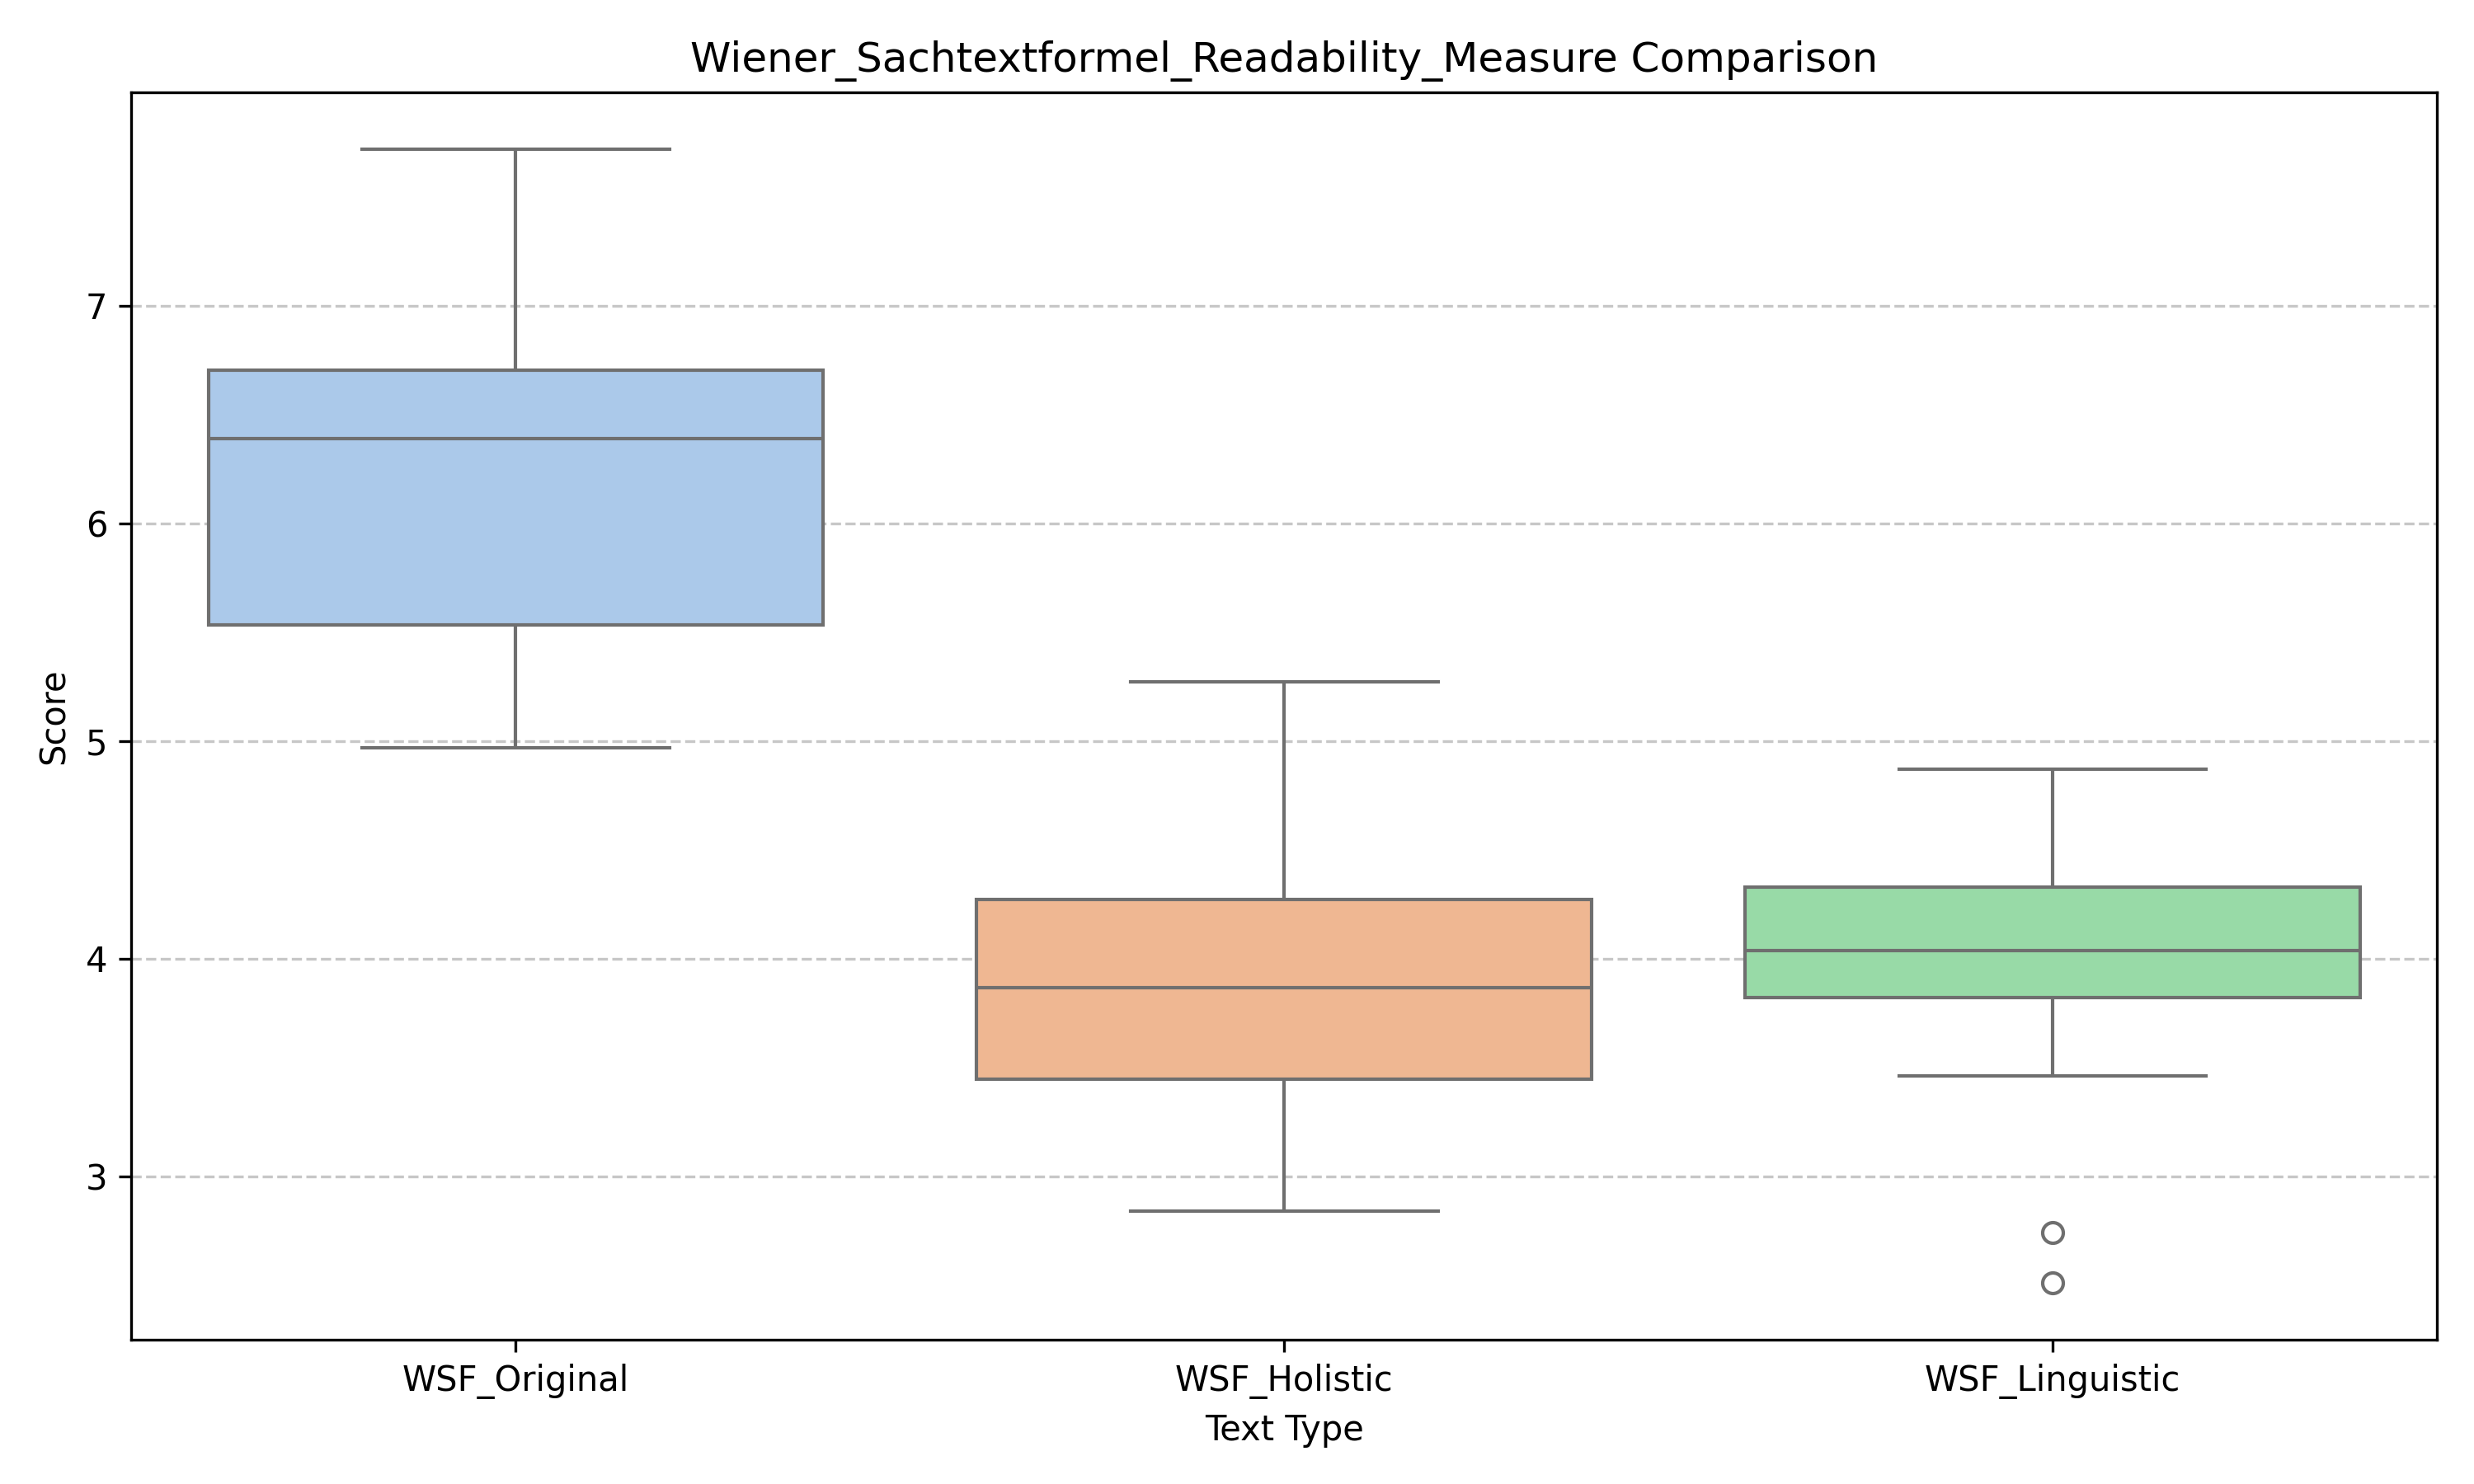 Wiener_Sachtextformel_Readability_Measure Comparison
Score
7
6
5
4
3
WSF_Original
WSF_Holistic
WSF_Linguistic
Text Type